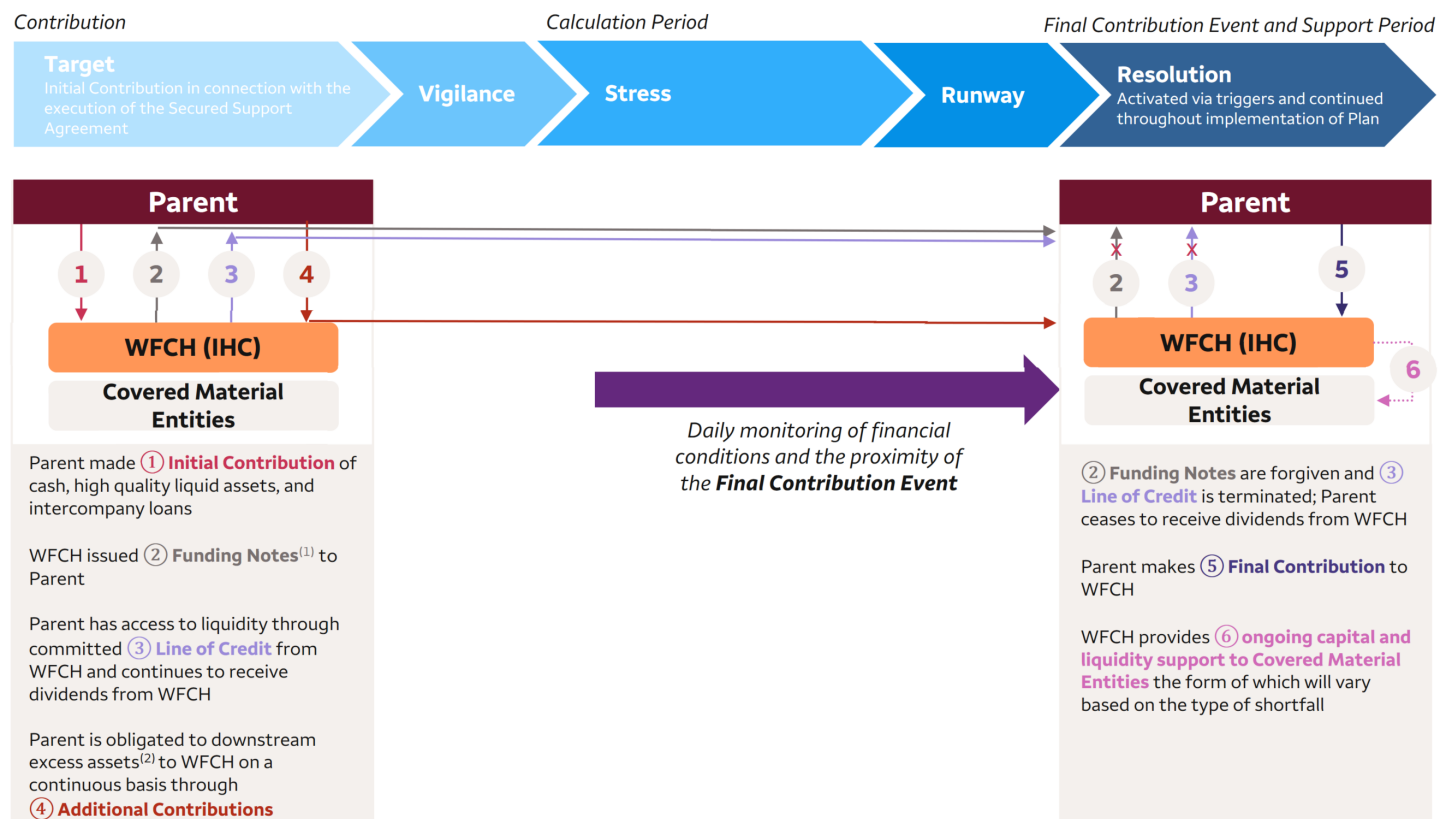 Contribution
Calculation Period
Final Contribution Event and Support Period
Target
Initial Contribution in connection with the
execution of the Secured Support
Agreement
Vigilance
Stress
Runway
Resolution
Activated via triggers and continued
throughout implementation of Plan
Parent
1
2
3
4
WFCH (IHC)
Covered Material
Entities
Parent made ① Initial Contribution of
cash, high quality liquid assets, and
intercompany loans
WFCH issued ② Funding Notes⁽¹⁾ to
Parent
Parent has access to liquidity through
committed ③ Line of Credit from
WFCH and continues to receive
dividends from WFCH
Parent is obligated to downstream
excess assets⁽²⁾ to WFCH on a
continuous basis through
④ Additional Contributions
Daily monitoring of financial
conditions and the proximity of
the Final Contribution Event
Parent
X
X
2
3
5
WFCH (IHC)
6
Covered Material
Entities
② Funding Notes are forgiven and ③
Line of Credit is terminated; Parent
ceases to receive dividends from WFCH
Parent makes ⑤ Final Contribution to
WFCH
WFCH provides ⑥ ongoing capital and
liquidity support to Covered Material
Entities the form of which will vary
based on the type of shortfall